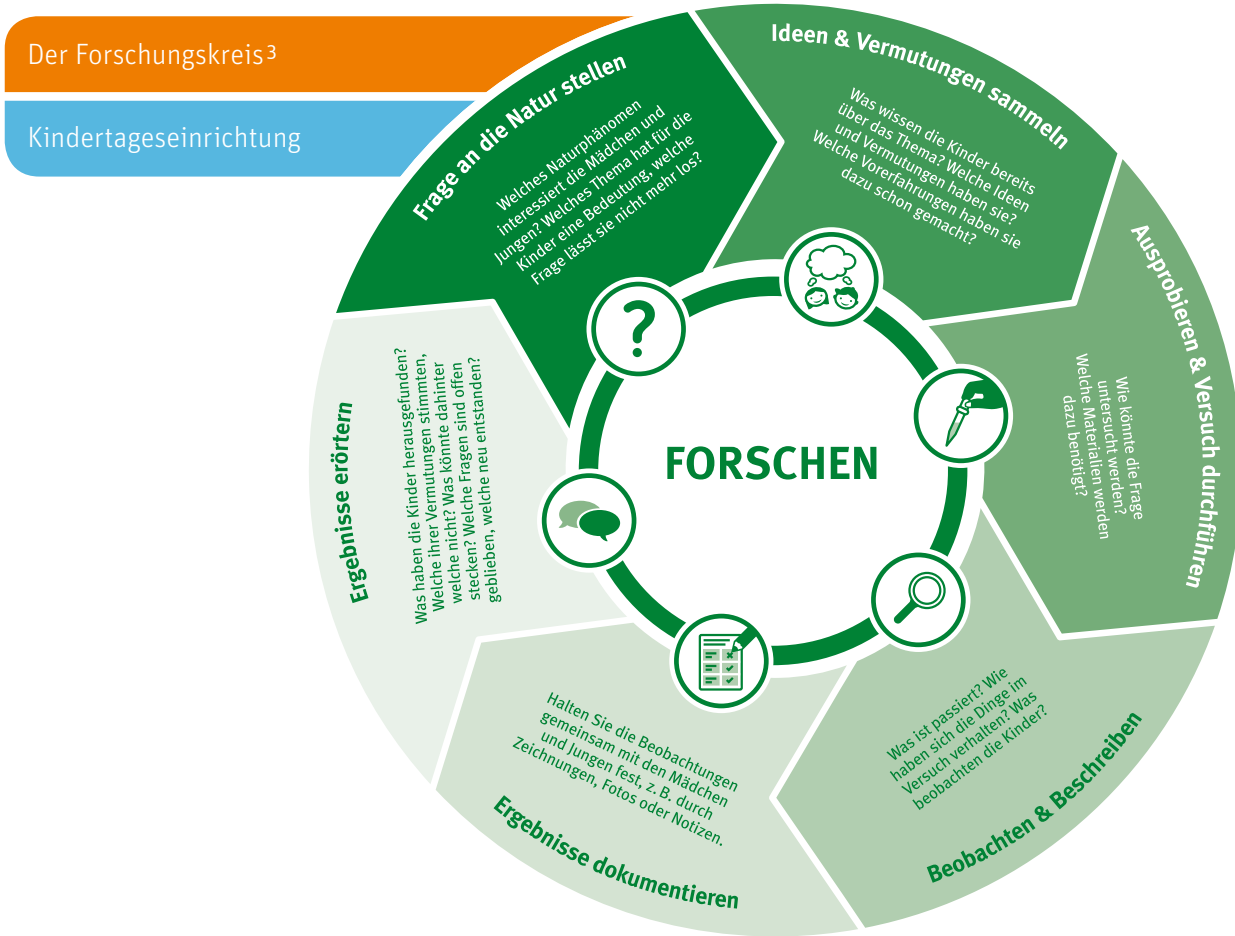 Der Forschungskreis³
Kindertageseinrichtung
Frage an die Natur stellen
Welches Naturphänomen
interessiert die Mädchen und
Jungen? Welches Thema hat für die
Kinder eine Bedeutung, welche
Frage lässt sie nicht mehr los?
Ideen & Vermutungen sammeln
Was wissen die Kinder bereits
über das Thema? Welche Ideen
und Vermutungen haben sie?
Welche Vorerfahrungen haben sie
dazu schon gemacht?
Ausprobieren & Versuch durchführen
Wie könnte die Frage
untersucht werden?
Welche Materialien werden
dazu benötigt?
Beobachten & Beschreiben
Was ist passiert? Wie
haben sich die Dinge im
Versuch verhalten? Was
beobachten die Kinder?
Ergebnisse dokumentieren
Halten Sie die Beobachtungen
gemeinsam mit den Mädchen
und Jungen fest, z. B. durch
Zeichnungen, Fotos oder Notizen.
Ergebnisse erörtern
Was haben die Kinder herausgefunden?
Welche ihrer Vermutungen stimmten,
welche nicht? Was könnte dahinter
stecken? Welche Fragen sind offen
geblieben, welche neu entstanden?
?
FORSCHEN